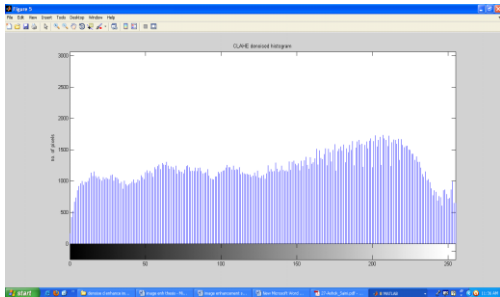 Figure 5
File Edit View Insert Tools Desktop Window Help
CLAHE denoised histogram
3000
2500
2000
no. of pixels
1500
1000
500
0
0 50 100 150 200 250
start